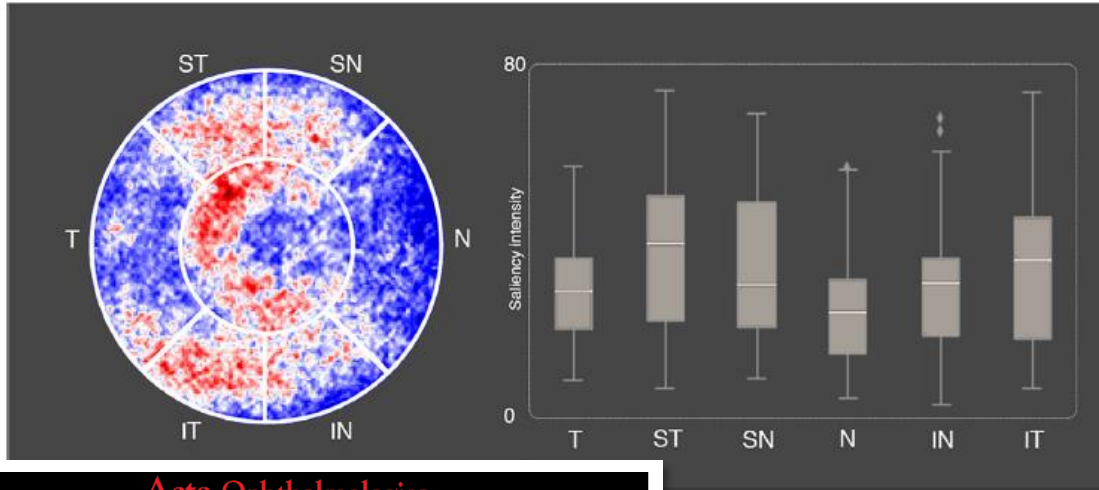 ST SN
T N
IT IN
80
Saliency intensity
0
T ST SN N IN IT